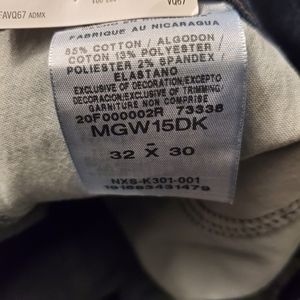 FAVQ67 ADMX
VQ67
FABRIQUE AU NICARAGUA
85% COTTON / ALGODON
COTON 13% POLYESTER
POLIESTER 2% SPANDEX
ELASTANO
EXCLUSIVE OF DECORATION/EXCEPTO
DECORACION/EXCLUSIVE OF TRIMMING/
GARNITURE NON COMPRISE
20F000002R 73338
MGW15DK
32 X 30
NXS-K301-001
191683431479